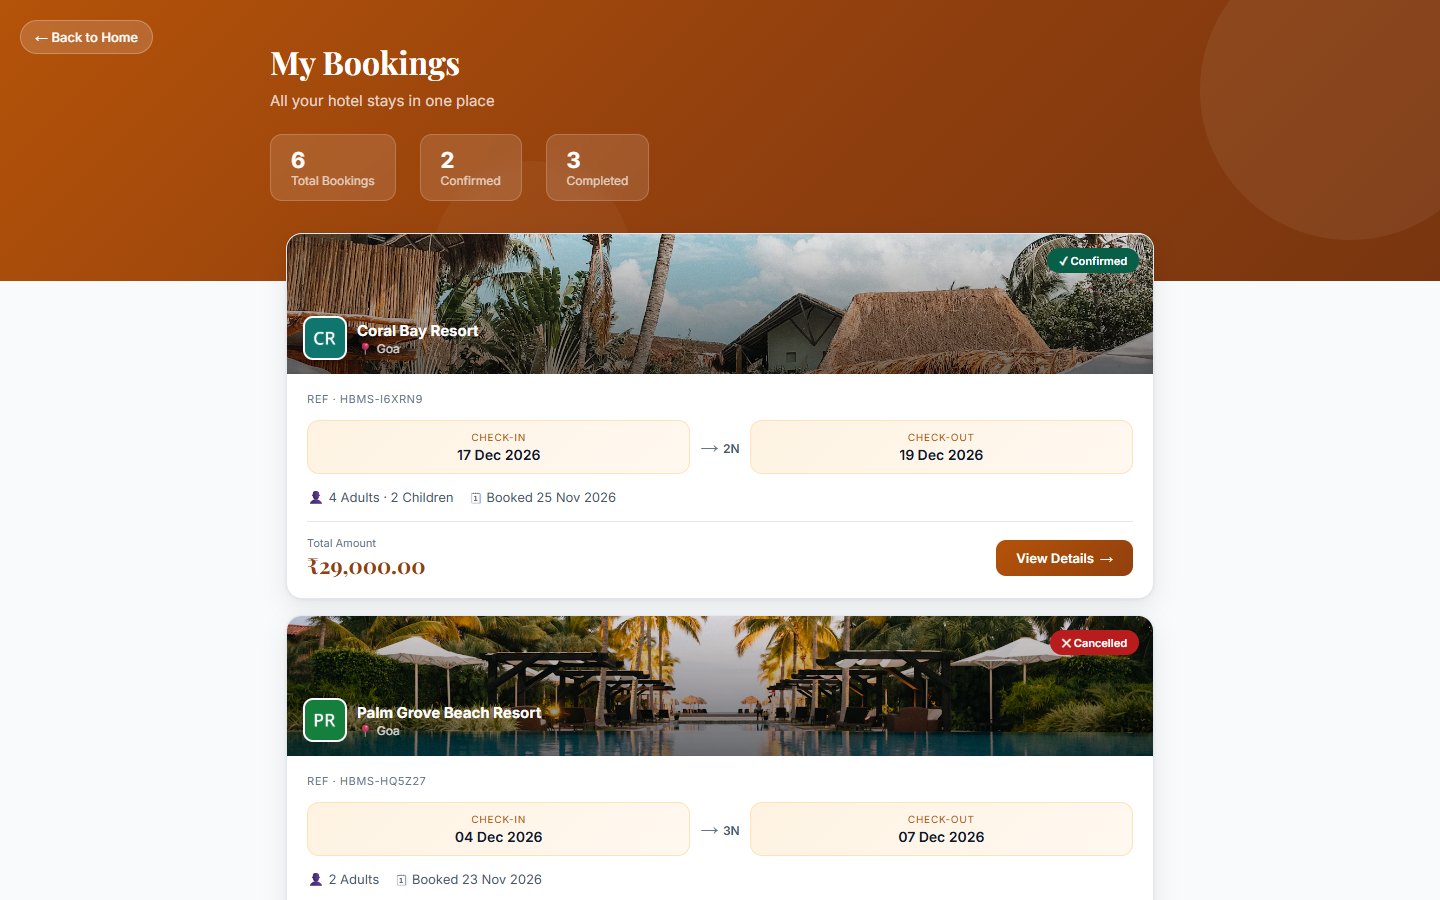 ← Back to Home
My Bookings
All your hotel stays in one place
6
Total Bookings
2
Confirmed
3
Completed
✓ Confirmed
CR
Coral Bay Resort
📍 Goa
REF · HBMS-I6XRN9
CHECK-IN
17 Dec 2026
→ 2N
CHECK-OUT
19 Dec 2026
👤 4 Adults · 2 Children
🗓 Booked 25 Nov 2026
Total Amount
₹29,000.00
View Details →
✕ Cancelled
PR
Palm Grove Beach Resort
📍 Goa
REF · HBMS-HQ5Z27
CHECK-IN
04 Dec 2026
→ 3N
CHECK-OUT
07 Dec 2026
👤 2 Adults
🗓 Booked 23 Nov 2026